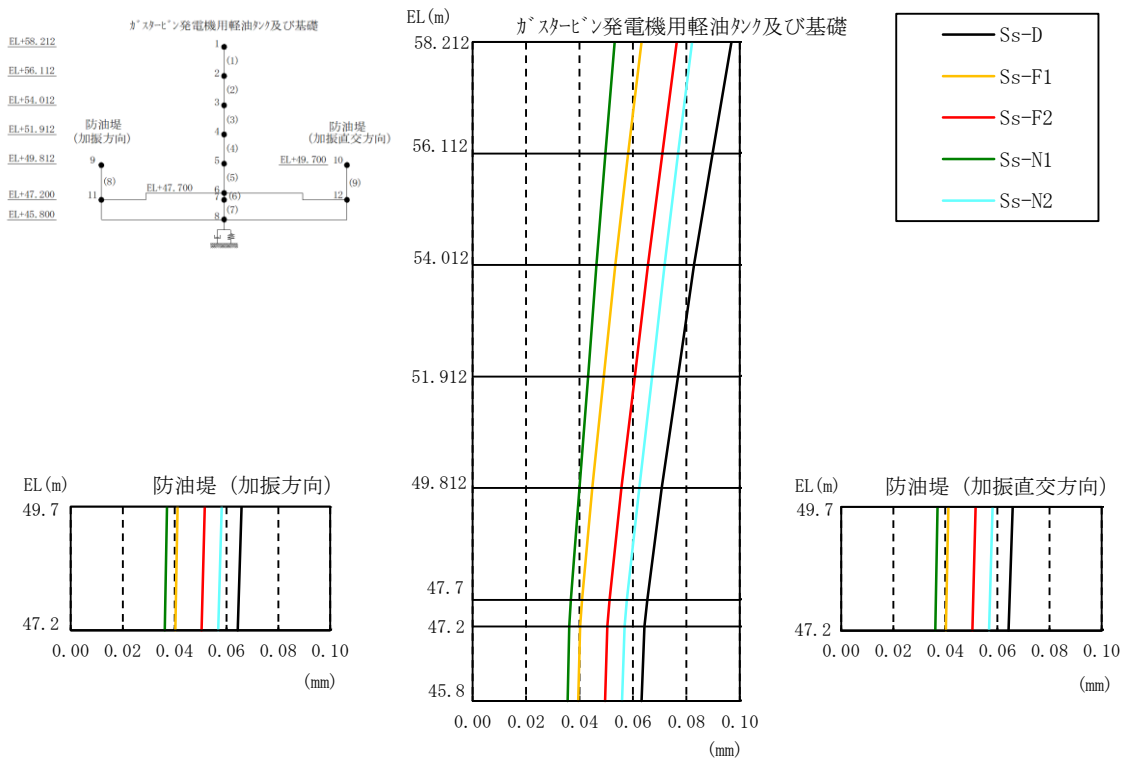 ガスタービン発電機用軽油タンク及び基礎
EL+58.212
EL+56.112
EL+54.012
EL+51.912
EL+49.812
EL+47.200
EL+45.800
防油堤
(加振方向)
防油堤
(加振直交方向)
EL+49.700
EL+47.700
1
(1)
2
(2)
3
(3)
4
(4)
5
(5)
6
(6)
7
(7)
8
9
(8)
11
10
(9)
12
EL(m)
ガスタービン発電機用軽油タンク及び基礎
58.212
56.112
54.012
51.912
49.812
47.7
47.2
45.8
0.00 0.02 0.04 0.06 0.08 0.10
(mm)
Ss-D
Ss-F1
Ss-F2
Ss-N1
Ss-N2
EL(m)
防油堤 (加振方向)
49.7
47.2
0.00 0.02 0.04 0.06 0.08 0.10
(mm)
EL(m)
防油堤 (加振直交方向)
49.7
47.2
0.00 0.02 0.04 0.06 0.08 0.10
(mm)